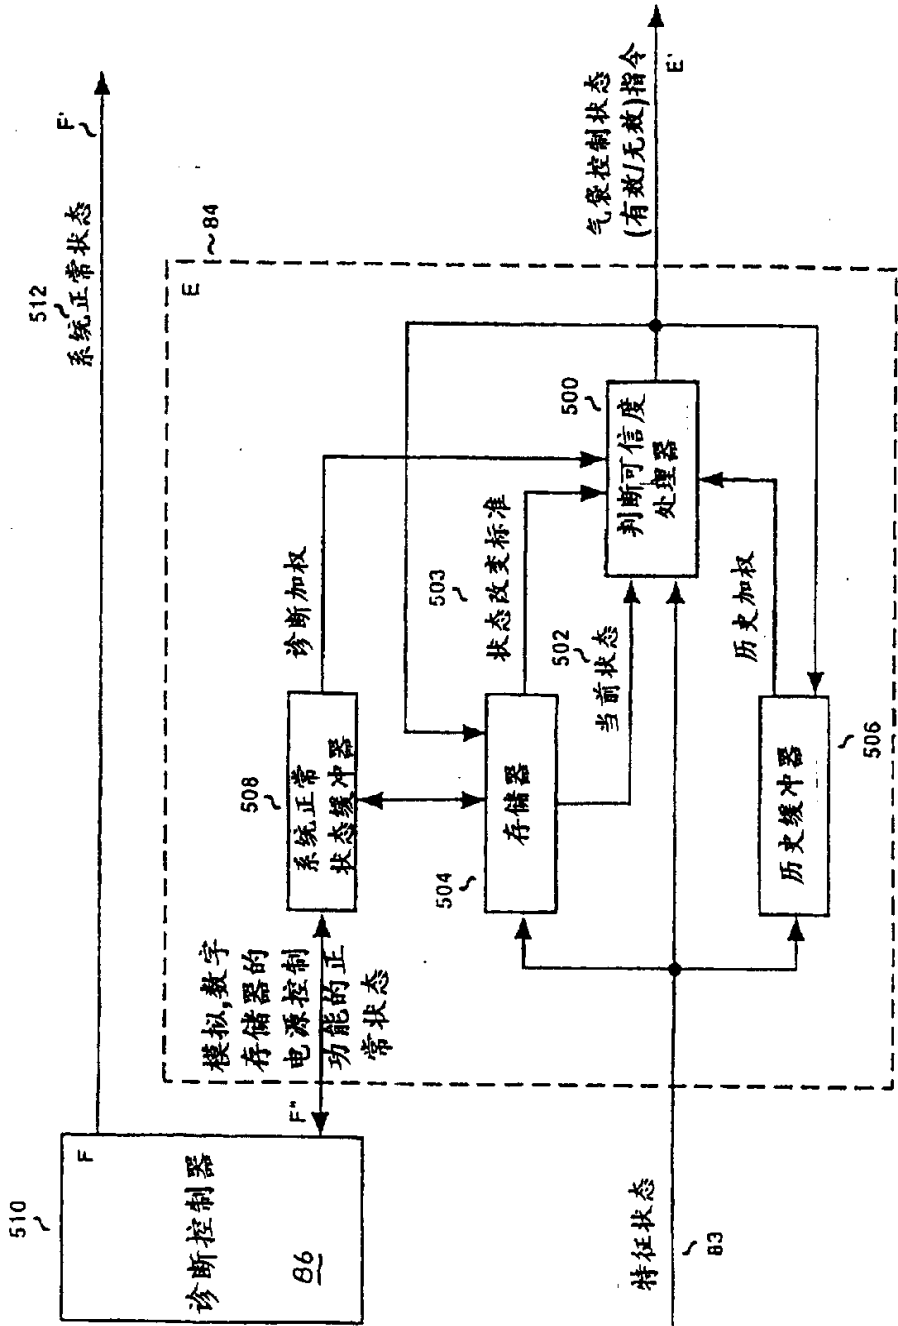 510
F
诊断控制器
86
512
系统正常状态
F'
F"
模拟,数字
存储器的
电源控制
功能的正
常状态
E
84
508
系统正常
状态缓冲器
诊断加权
504
存储器
503
状态改变标准
502
当前状态
500
判断可信度
处理器
气袋控制状态
(有效/无效)指令
E'
历史加权
历史缓冲器
506
特征状态
83